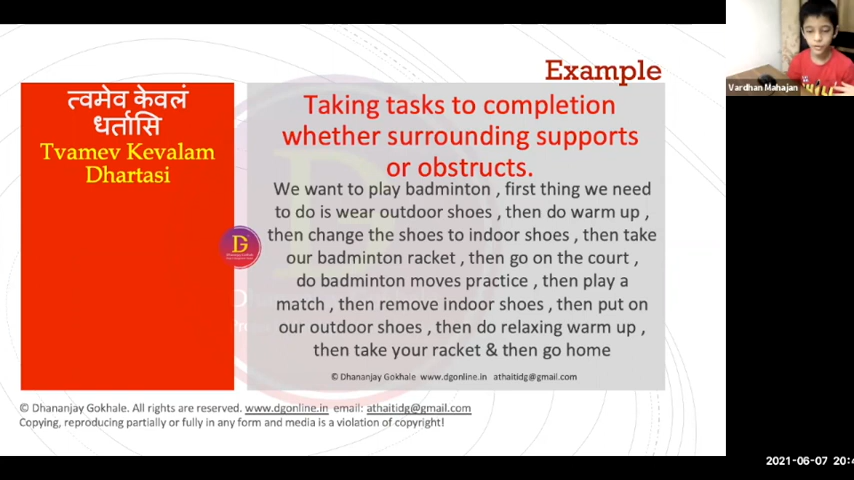 Example
Vardhan Mahajan
त्वमेव केवलं
धर्तासि
Tvamev Kevalam
Dhartasi
Taking tasks to completion
whether surrounding supports
or obstructs.
We want to play badminton , first thing we need
to do is wear outdoor shoes , then do warm up ,
then change the shoes to indoor shoes , then take
our badminton racket , then go on the court ,
do badminton moves practice , then play a
match , then remove indoor shoes , then put on
our outdoor shoes , then do relaxing warm up ,
then take your racket & then go home
© Dhananjay Gokhale www.dgonline.in athaitidg@gmail.com
© Dhananjay Gokhale. All rights are reserved. www.dgonline.in email: athaitidg@gmail.com
Copying, reproducing partially or fully in any form and media is a violation of copyright!
2021-06-07 20:4